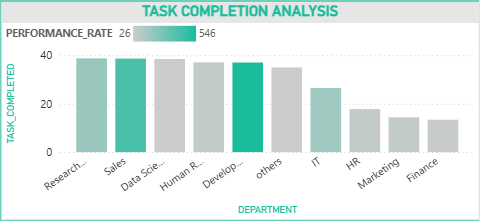 TASK COMPLETION ANALYSIS
PERFORMANCE_RATE 26 546
TASK_COMPLETED
40
20
0
Research...
Sales
Data Scie...
Human R...
Develop...
others
IT
HR
Marketing
Finance
DEPARTMENT